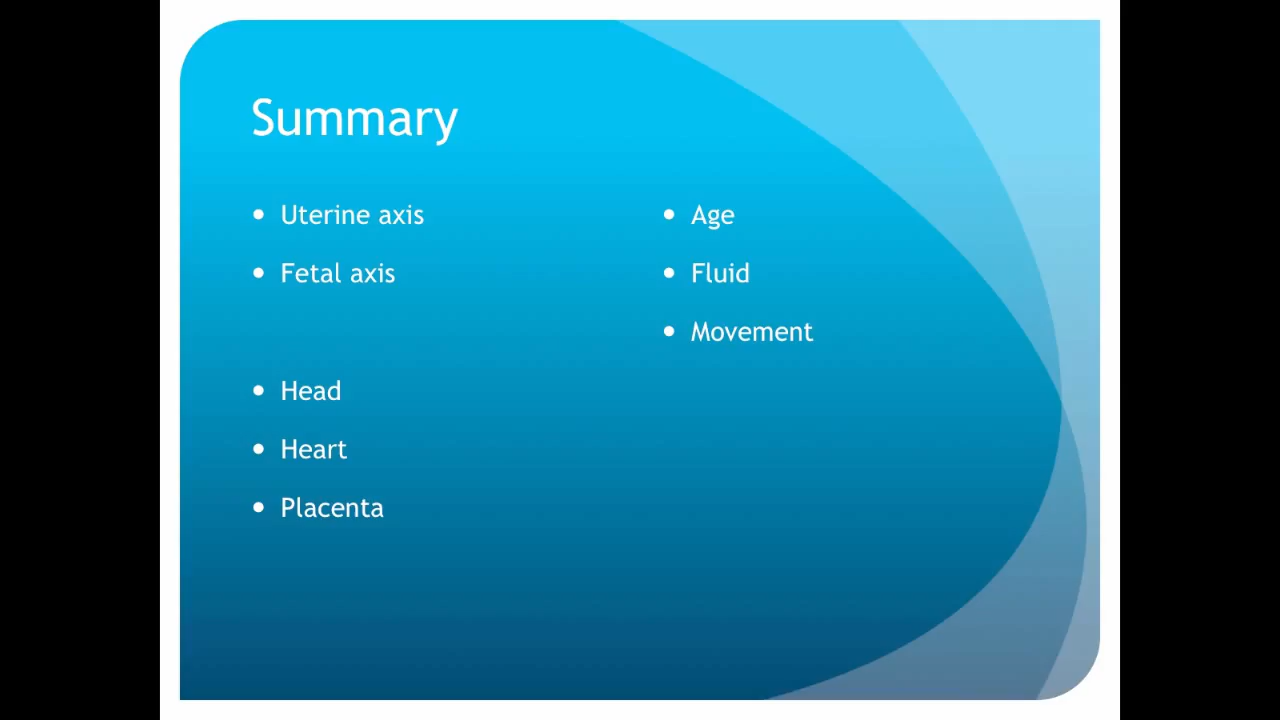 Summary
• Uterine axis
• Fetal axis
• Head
• Heart
• Placenta
• Age
• Fluid
• Movement